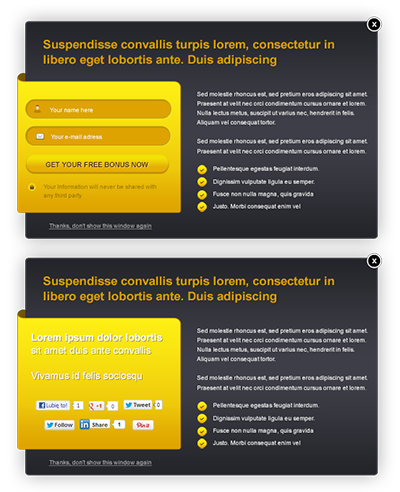 x
Suspendisse convallis turpis lorem, consectetur in
libero eget lobortis ante. Duis adipiscing
Your name here
Your e-mail adress
GET YOUR FREE BONUS NOW
Your Information will never be shared with
any third party
Sed molestie rhoncus est, sed pretium eros adipiscing sit amet.
Praesent at velit nec orci condimentum cursus ornare et lorem.
Nulla lectus metus, suscipit at varius nec, hendrerit in felis.
Aliquam vel consequat tortor.
Sed molestie rhoncus est, sed pretium eros adipiscing sit amet.
Praesent at velit nec orci condimentum cursus ornare et lorem.
Pellentesque egestas feugiat interdum.
Dignissim vulputate ligula eu semper.
Fusce non nulla magna, quis gravida
Justo. Morbi consequat enim vel
Thanks, don't show this window again
x
Suspendisse convallis turpis lorem, consectetur in
libero eget lobortis ante. Duis adipiscing
Lorem ipsum dolor lobortis
sit amet duis ante convallis
Vivamus id felis sociosqu
Lubię to! 1 +1 0 Tweet 0
Follow in Share 1 Pin it
Sed molestie rhoncus est, sed pretium eros adipiscing sit amet.
Praesent at velit nec orci condimentum cursus ornare et lorem.
Nulla lectus metus, suscipit at varius nec, hendrerit in felis.
Aliquam vel consequat tortor.
Sed molestie rhoncus est, sed pretium eros adipiscing sit amet.
Praesent at velit nec orci condimentum cursus ornare et lorem.
Pellentesque egestas feugiat interdum.
Dignissim vulputate ligula eu semper.
Fusce non nulla magna, quis gravida
Justo. Morbi consequat enim vel
Thanks, don't show this window again